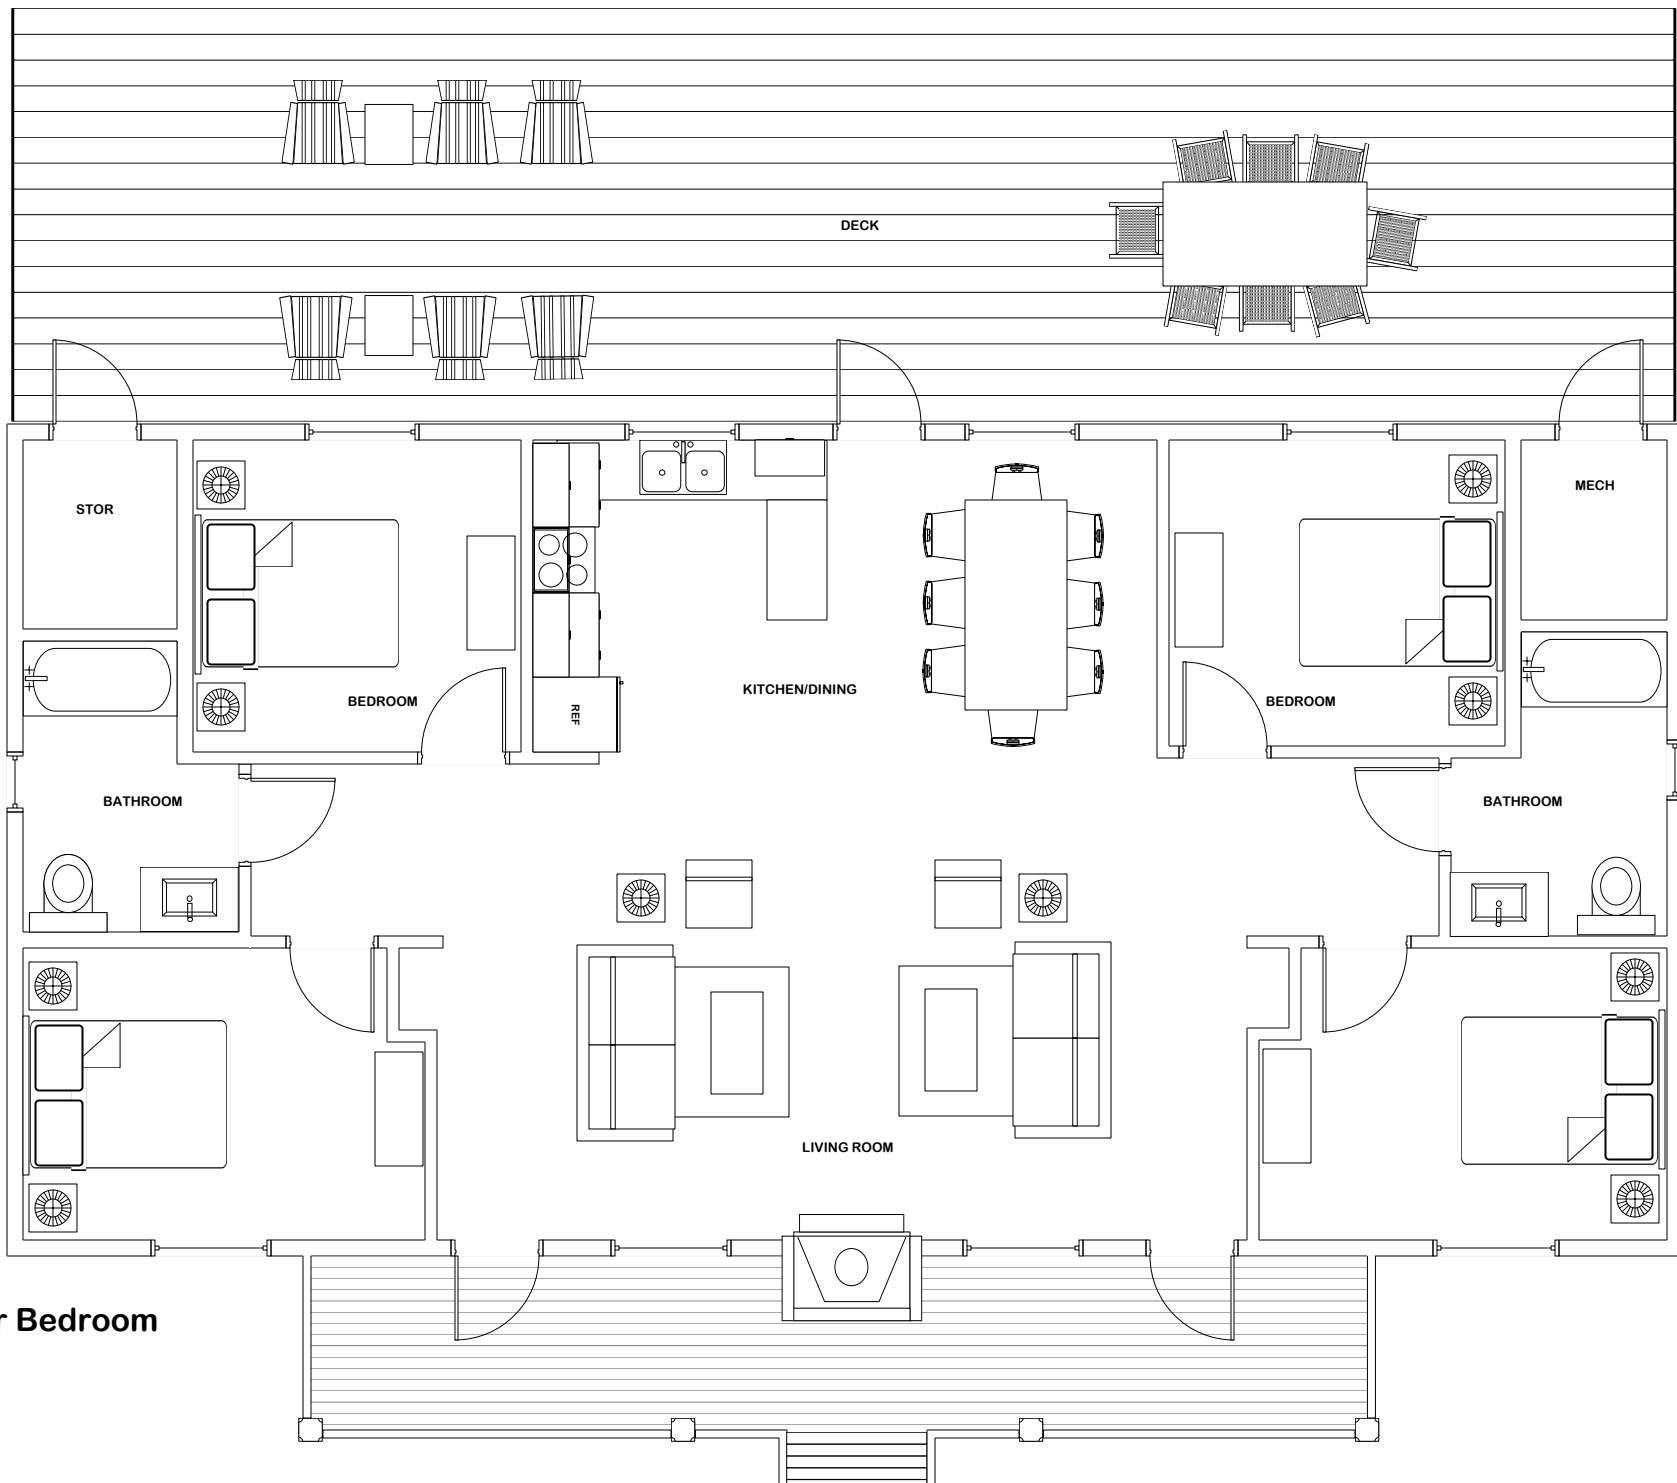 DECK
STOR
MECH
BEDROOM
REF
KITCHEN/DINING
BEDROOM
BATHROOM
BATHROOM
LIVING ROOM
r Bedroom